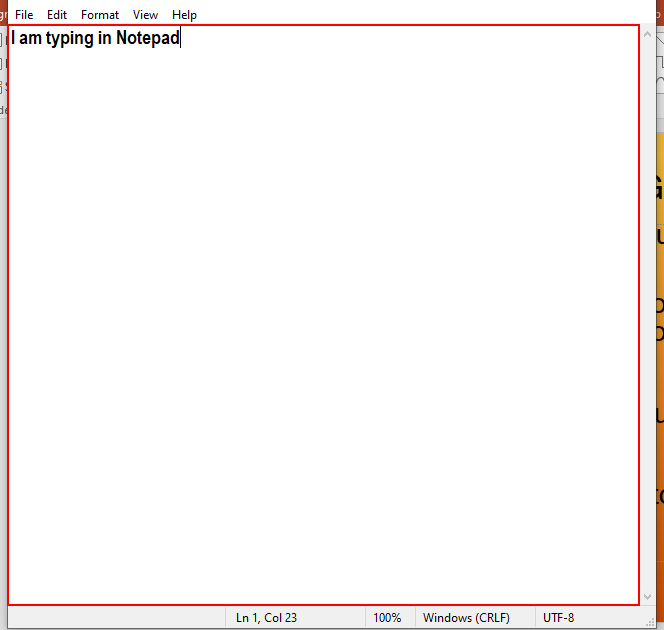 File Edit Format View Help
I am typing in Notepad
Ln 1, Col 23 100% Windows (CRLF) UTF-8